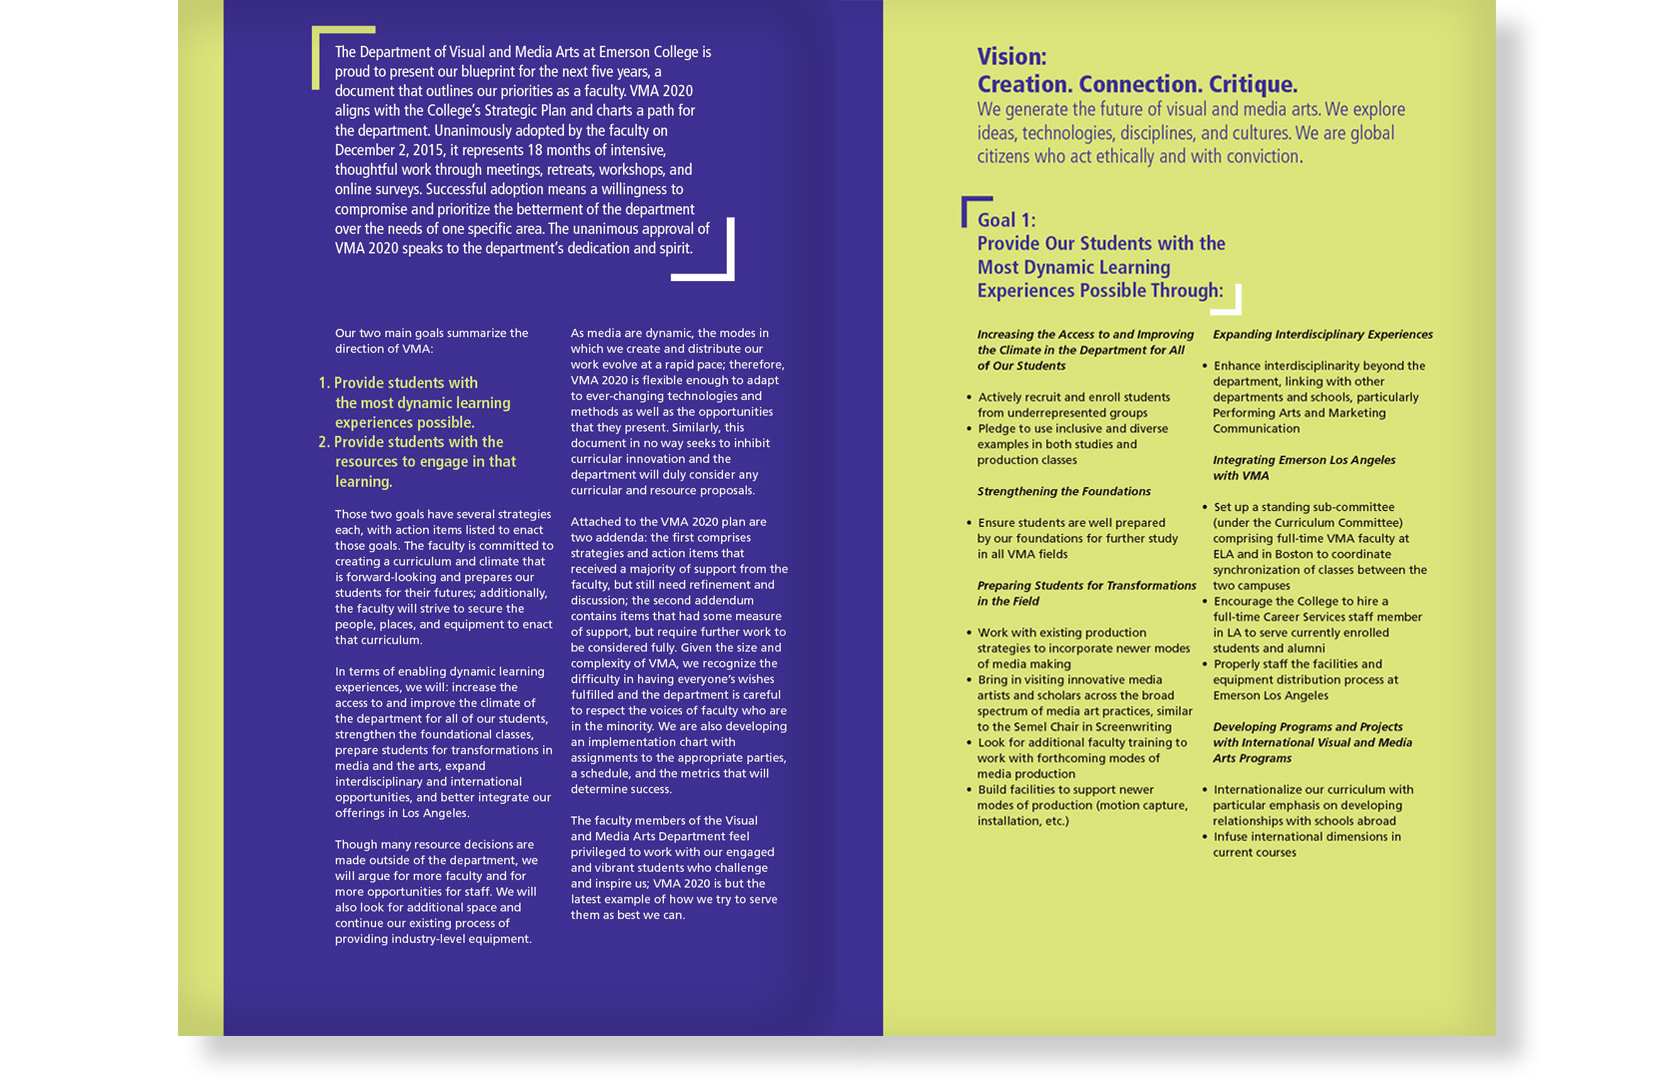 The Department of Visual and Media Arts at Emerson College is
proud to present our blueprint for the next five years, a
document that outlines our priorities as a faculty. VMA 2020
aligns with the College's Strategic Plan and charts a path for
the department. Unanimously adopted by the faculty on
December 2, 2015, it represents 18 months of intensive,
thoughtful work through meetings, retreats, workshops, and
online surveys. Successful adoption means a willingness to
compromise and prioritize the betterment of the department
over the needs of one specific area. The unanimous approval of
VMA 2020 speaks to the department's dedication and spirit.
Our two main goals summarize the
direction of VMA:
1. Provide students with
the most dynamic learning
experiences possible.
2. Provide students with the
resources to engage in that
learning.
Those two goals have several strategies
each, with action items listed to enact
those goals. The faculty is committed to
creating a curriculum and climate that
is forward-looking and prepares our
students for their futures; additionally,
the faculty will strive to secure the
people, places, and equipment to enact
that curriculum.
In terms of enabling dynamic learning
experiences, we will: increase the
access to and improve the climate of
the department for all of our students,
strengthen the foundational classes,
prepare students for transformations in
media and the arts, expand
interdisciplinary and international
opportunities, and better integrate our
offerings in Los Angeles.
Though many resource decisions are
made outside of the department, we
will argue for more faculty and for
more opportunities for staff. We will
also look for additional space and
continue our existing process of
providing industry-level equipment.
As media are dynamic, the modes in
which we create and distribute our
work evolve at a rapid pace; therefore,
VMA 2020 is flexible enough to adapt
to ever-changing technologies and
methods as well as the opportunities
that they present. Similarly, this
document in no way seeks to inhibit
curricular innovation and the
department will duly consider any
curricular and resource proposals.
Attached to the VMA 2020 plan are
two addenda: the first comprises
strategies and action items that
received a majority of support from the
faculty, but still need refinement and
discussion; the second addendum
contains items that had some measure
of support, but require further work to
be considered fully. Given the size and
complexity of VMA, we recognize the
difficulty in having everyone's wishes
fulfilled and the department is careful
to respect the voices of faculty who are
in the minority. We are also developing
an implementation chart with
assignments to the appropriate parties,
a schedule, and the metrics that will
determine success.
The faculty members of the Visual
and Media Arts Department feel
privileged to work with our engaged
and vibrant students who challenge
and inspire us; VMA 2020 is but the
latest example of how we try to serve
them as best we can.
Vision:
Creation. Connection. Critique.
We generate the future of visual and media arts. We explore
ideas, technologies, disciplines, and cultures. We are global
citizens who act ethically and with conviction.
Goal 1:
Provide Our Students with the
Most Dynamic Learning
Experiences Possible Through:
Increasing the Access to and Improving
the Climate in the Department for All
of Our Students
• Actively recruit and enroll students
from underrepresented groups
• Pledge to use inclusive and diverse
examples in both studies and
production classes
Strengthening the Foundations
• Ensure students are well prepared
by our foundations for further study
in all VMA fields
Preparing Students for Transformations
in the Field
• Work with existing production
strategies to incorporate newer modes
of media making
• Bring in visiting innovative media
artists and scholars across the broad
spectrum of media art practices, similar
to the Semel Chair in Screenwriting
• Look for additional faculty training to
work with forthcoming modes of
media production
• Build facilities to support newer
modes of production (motion capture,
installation, etc.)
Expanding Interdisciplinary Experiences
• Enhance interdisciplinarity beyond the
department, linking with other
departments and schools, particularly
Performing Arts and Marketing
Communication
Integrating Emerson Los Angeles
with VMA
• Set up a standing sub-committee
(under the Curriculum Committee)
comprising full-time VMA faculty at
ELA and in Boston to coordinate
synchronization of classes between the
two campuses
• Encourage the College to hire a
full-time Career Services staff member
in LA to serve currently enrolled
students and alumni
• Properly staff the facilities and
equipment distribution process at
Emerson Los Angeles
Developing Programs and Projects
with International Visual and Media
Arts Programs
• Internationalize our curriculum with
particular emphasis on developing
relationships with schools abroad
• Infuse international dimensions in
current courses